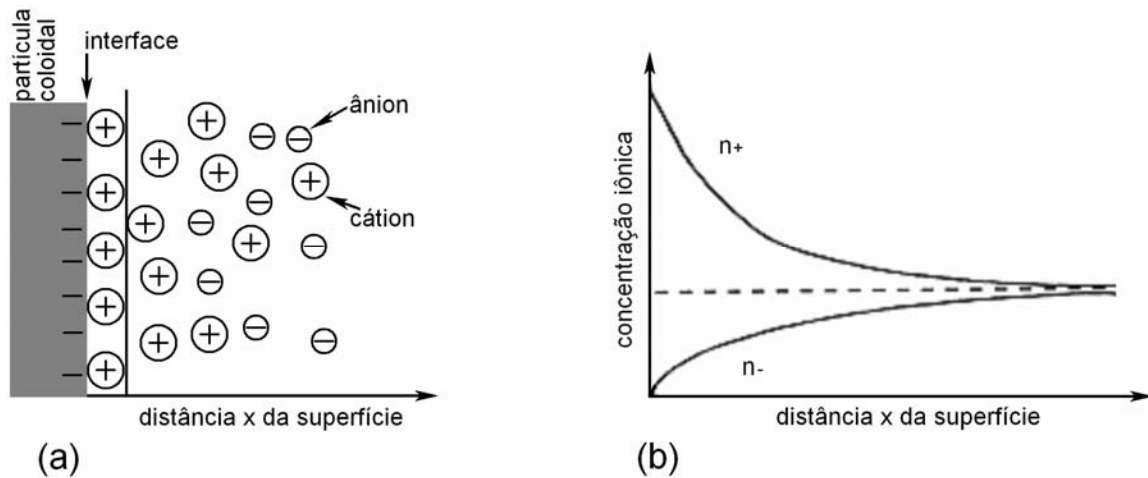 partícula
coloidal
interface
ânion
cátion
distância x da superfície
(a)
concentração iônica
n+
n-
distância x da superfície
(b)